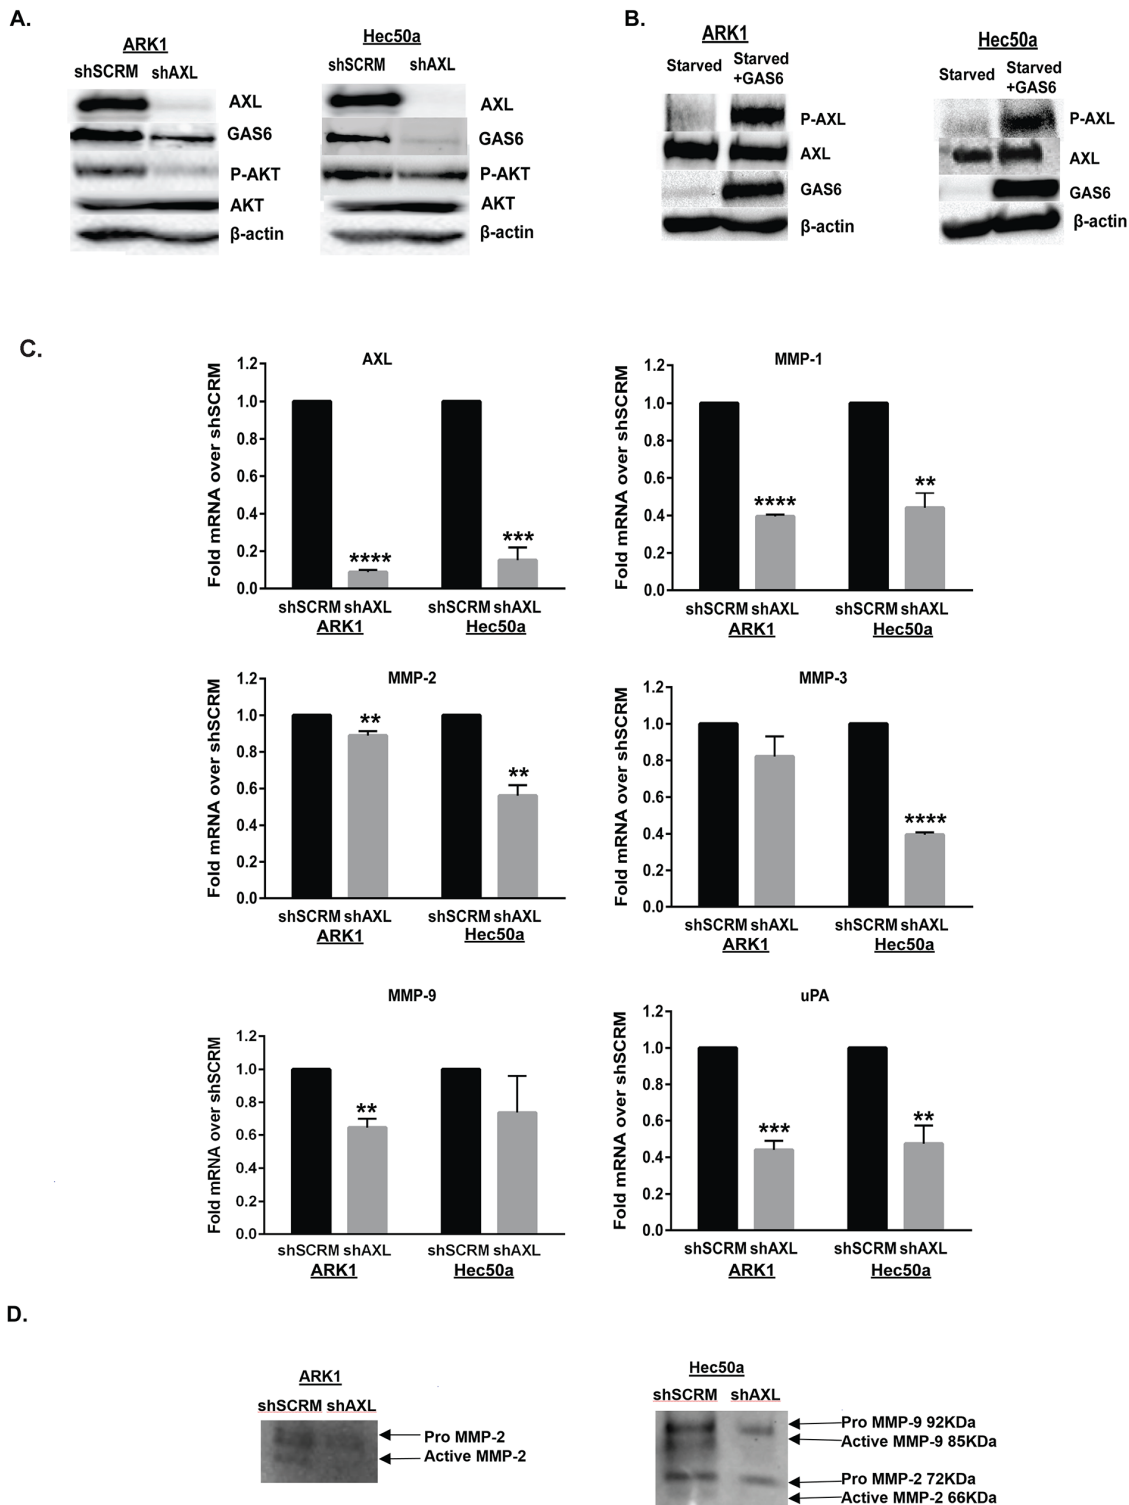 A.
ARK1
shSCRM shAXL
AXL
GAS6
P-AKT
AKT
β-actin
Hec50a
shSCRM shAXL
AXL
GAS6
P-AKT
AKT
β-actin
B.
ARK1
Starved Starved
+GAS6
P-AXL
AXL
GAS6
β-actin
Hec50a
Starved Starved
+GAS6
P-AXL
AXL
GAS6
β-actin
C.
AXL
Fold mRNA over shSCRM
1.2
1.0
0.8
0.6
0.4
0.2
0.0
****
***
shSCRM shAXL shSCRM shAXL
ARK1 Hec50a
MMP-1
Fold mRNA over shSCRM
1.2
1.0
0.8
0.6
0.4
0.2
0.0
****
**
shSCRM shAXL shSCRM shAXL
ARK1 Hec50a
MMP-2
Fold mRNA over shSCRM
1.2
1.0
0.8
0.6
0.4
0.2
0.0
**
**
shSCRM shAXL shSCRM shAXL
ARK1 Hec50a
MMP-3
Fold mRNA over shSCRM
1.2
1.0
0.8
0.6
0.4
0.2
0.0
****
shSCRM shAXL shSCRM shAXL
ARK1 Hec50a
MMP-9
Fold mRNA over shSCRM
1.2
1.0
0.8
0.6
0.4
0.2
0.0
**
shSCRM shAXL shSCRM shAXL
ARK1 Hec50a
uPA
Fold mRNA over shSCRM
1.2
1.0
0.8
0.6
0.4
0.2
0.0
***
**
shSCRM shAXL shSCRM shAXL
ARK1 Hec50a
D.
ARK1
shSCRM shAXL
Pro MMP-2
Active MMP-2
Hec50a
shSCRM shAXL
Pro MMP-9 92KDa
Active MMP-9 85KDa
Pro MMP-2 72KDa
Active MMP-2 66KDa